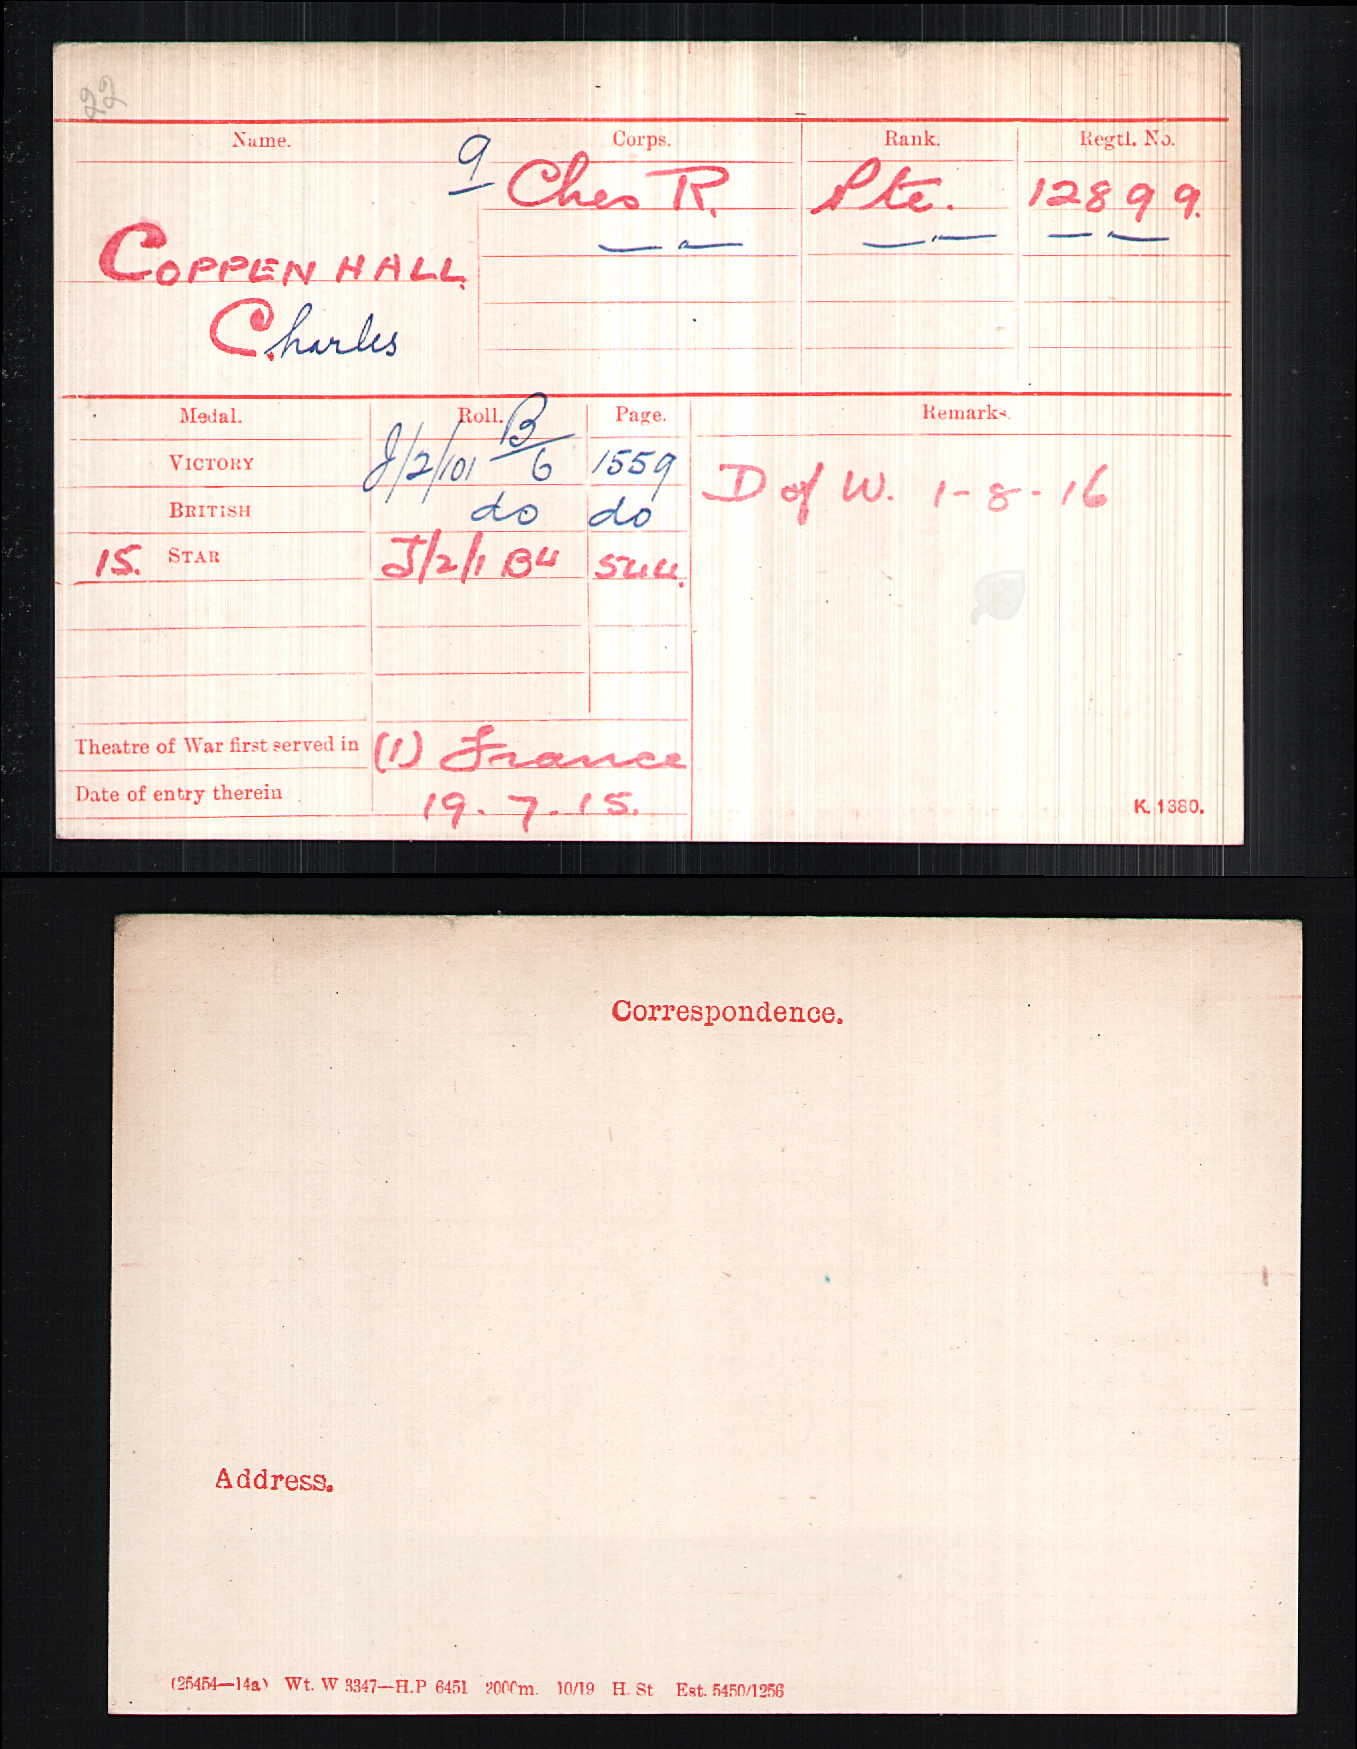 22
Name. Corps. Rank. Regtl. No.
9 Ches R. Pte. 12899.
COPPENHALL.
Charles
Medal. Roll. Page. Remarks.
VICTORY J/2/101 B/6 1559
BRITISH do do
D of W. 1-8-16
15. STAR J/2/1 B4 544.
Theatre of War first served in (1) France
Date of entry therein 19.7.15.
K. 1380.
Correspondence.
Address.
(25454—14a) Wt. W 3347—H.P 6451 2000m. 10/19 H. St Est. 5450/1256